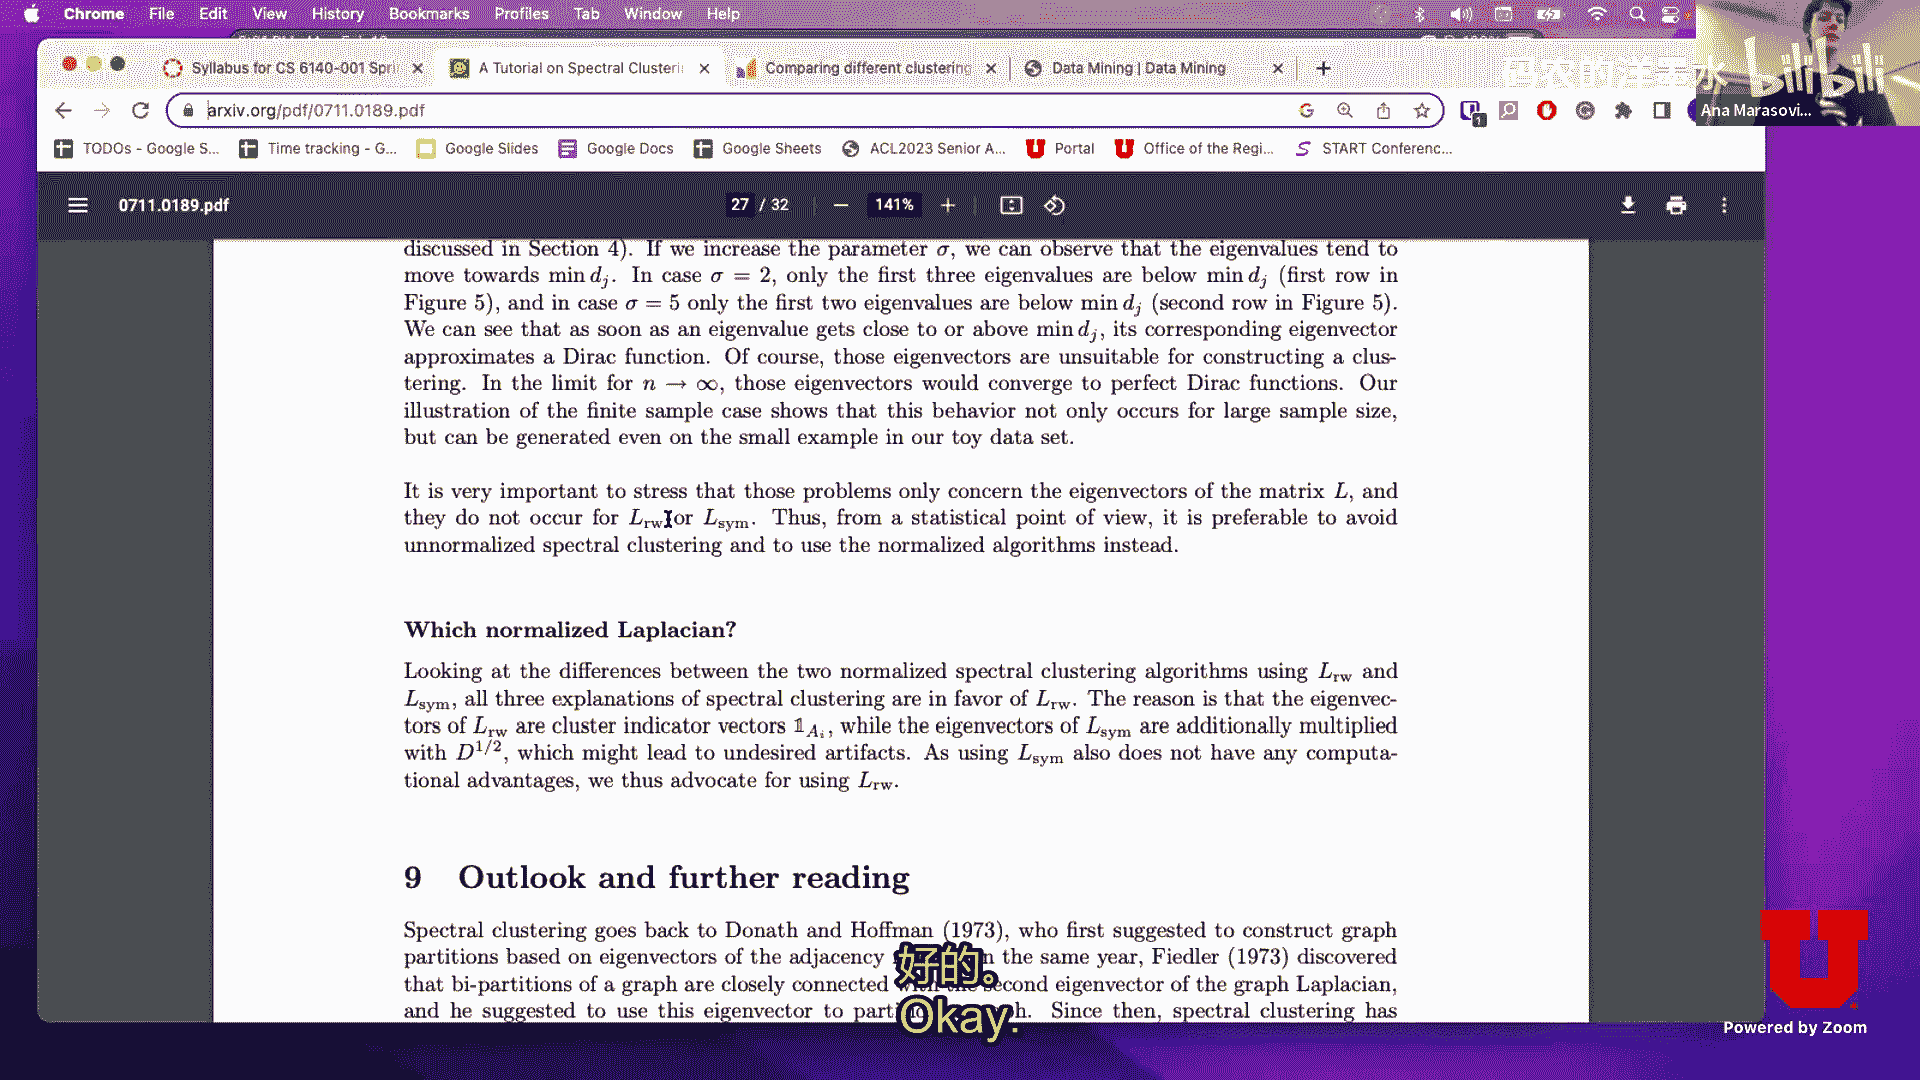 Chrome File Edit View History Bookmarks Profiles Tab Window Help
Syllabus for CS 6140-001 Spri
A Tutorial on Spectral Clusteri
Comparing different clustering
Data Mining | Data Mining
码农的洋墨水 bilibili
arxiv.org/pdf/0711.0189.pdf
1
Ana Marasovi...
TODOs - Google S...
Time tracking - G...
Google Slides
Google Docs
Google Sheets
ACL2023 Senior A...
Portal
Office of the Regi...
START Conferenc...
0711.0189.pdf
27 / 32
141%
discussed in Section 4). If we increase the parameter σ, we can observe that the eigenvalues tend to
move towards min dj. In case σ = 2, only the first three eigenvalues are below min dj (first row in
Figure 5), and in case σ = 5 only the first two eigenvalues are below min dj (second row in Figure 5).
We can see that as soon as an eigenvalue gets close to or above min dj, its corresponding eigenvector
approximates a Dirac function. Of course, those eigenvectors are unsuitable for constructing a clus-
tering. In the limit for n → ∞, those eigenvectors would converge to perfect Dirac functions. Our
illustration of the finite sample case shows that this behavior not only occurs for large sample size,
but can be generated even on the small example in our toy data set.
It is very important to stress that those problems only concern the eigenvectors of the matrix L, and
they do not occur for Lrw or Lsym. Thus, from a statistical point of view, it is preferable to avoid
unnormalized spectral clustering and to use the normalized algorithms instead.
Which normalized Laplacian?
Looking at the differences between the two normalized spectral clustering algorithms using Lrw and
Lsym, all three explanations of spectral clustering are in favor of Lrw. The reason is that the eigenvec-
tors of Lrw are cluster indicator vectors 𝟙Ai, while the eigenvectors of Lsym are additionally multiplied
with D1/2, which might lead to undesired artifacts. As using Lsym also does not have any computa-
tional advantages, we thus advocate for using Lrw.
9 Outlook and further reading
Spectral clustering goes back to Donath and Hoffman (1973), who first suggested to construct graph
partitions based on eigenvectors of the adjacency n the same year, Fiedler (1973) discovered
that bi-partitions of a graph are closely connected with the second eigenvector of the graph Laplacian,
and he suggested to use this eigenvector to parti h. Since then, spectral clustering has
好的。
Okay.
U
Powered by Zoom